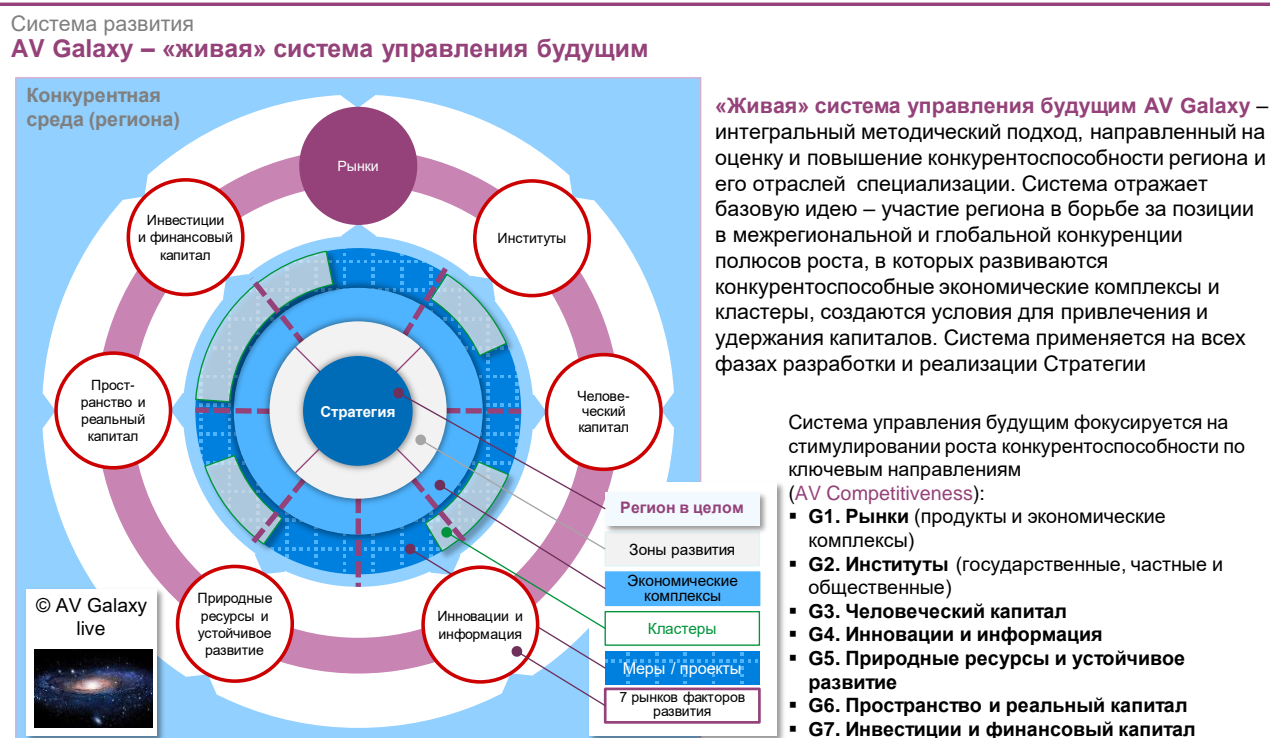 Система развития
AV Galaxy – «живая» система управления будущим
Конкурентная
среда (региона)
Рынки
Инвестиции
и финансовый
капитал
Институты
Прост-
ранство и
реальный
капитал
Стратегия
Челове-
ческий
капитал
Природные
ресурсы и
устойчивое
развитие
Инновации и
информация
Регион в целом
Зоны развития
Экономические
комплексы
Кластеры
Меры / проекты
7 рынков факторов
развития
© AV Galaxy
live
«Живая» система управления будущим AV Galaxy –
интегральный методический подход, направленный на
оценку и повышение конкурентоспособности региона и
его отраслей специализации. Система отражает
базовую идею – участие региона в борьбе за позиции
в межрегиональной и глобальной конкуренции
полюсов роста, в которых развиваются
конкурентоспособные экономические комплексы и
кластеры, создаются условия для привлечения и
удержания капиталов. Система применяется на всех
фазах разработки и реализации Стратегии
Система управления будущим фокусируется на
стимулировании роста конкурентоспособности по
ключевым направлениям
(AV Competitiveness):
▪ G1. Рынки (продукты и экономические
комплексы)
▪ G2. Институты (государственные, частные и
общественные)
▪ G3. Человеческий капитал
▪ G4. Инновации и информация
▪ G5. Природные ресурсы и устойчивое
развитие
▪ G6. Пространство и реальный капитал
▪ G7. Инвестиции и финансовый капитал